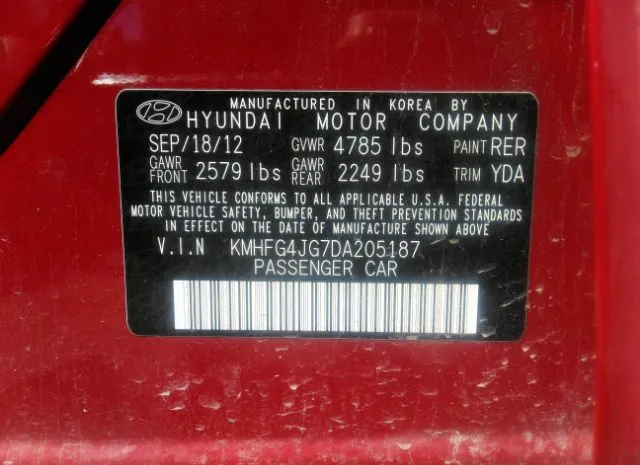 MANUFACTURED IN KOREA BY
HYUNDAI MOTOR COMPANY
SEP/18/12 GVWR 4785 lbs PAINT RER
GAWR FRONT 2579 lbs GAWR REAR 2249 lbs TRIM YDA
THIS VEHICLE CONFORMS TO ALL APPLICABLE U.S.A. FEDERAL
MOTOR VEHICLE SAFETY, BUMPER, AND THEFT PREVENTION STANDARDS
IN EFFECT ON THE DATE OF MANUFACTURE SHOWN ABOVE
V.I.N KMHFG4JG7DA205187
PASSENGER CAR